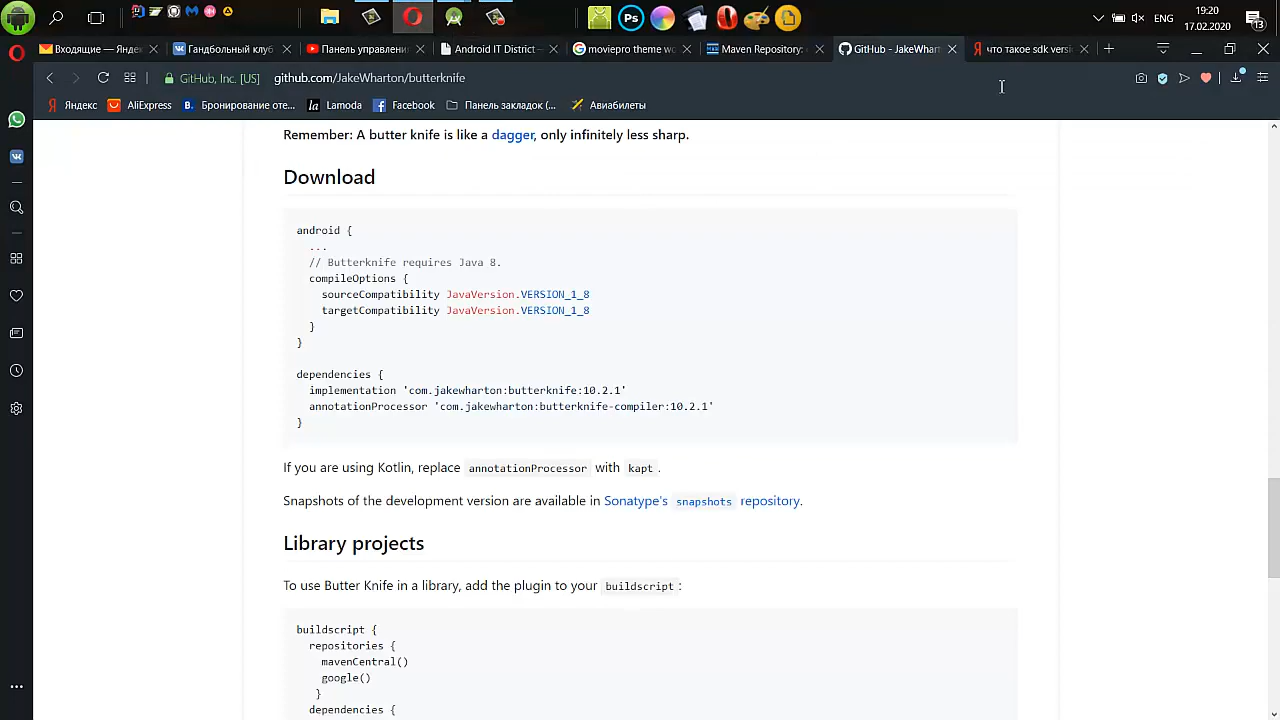 19:20
ENG
17.02.2020
13
Входящие — Янде
Гандбольный клуб
Панель управлени
Android IT District –
moviepro theme wo
Maven Repository:
GitHub - JakeWhart
что такое sdk верси
GitHub, Inc. [US]
github.com/JakeWharton/butterknife
Яндекс
AliExpress
Бронирование оте...
Lamoda
Facebook
Панель закладок (...
Авиабилеты
Remember: A butter knife is like a dagger, only infinitely less sharp.
Download
android {
...
// Butterknife requires Java 8.
compileOptions {
sourceCompatibility JavaVersion.VERSION_1_8
targetCompatibility JavaVersion.VERSION_1_8
}
}
dependencies {
implementation 'com.jakewharton:butterknife:10.2.1'
annotationProcessor 'com.jakewharton:butterknife-compiler:10.2.1'
}
If you are using Kotlin, replace annotationProcessor with kapt .
Snapshots of the development version are available in Sonatype's snapshots repository.
Library projects
To use Butter Knife in a library, add the plugin to your buildscript :
buildscript {
repositories {
mavenCentral()
google()
}
dependencies {